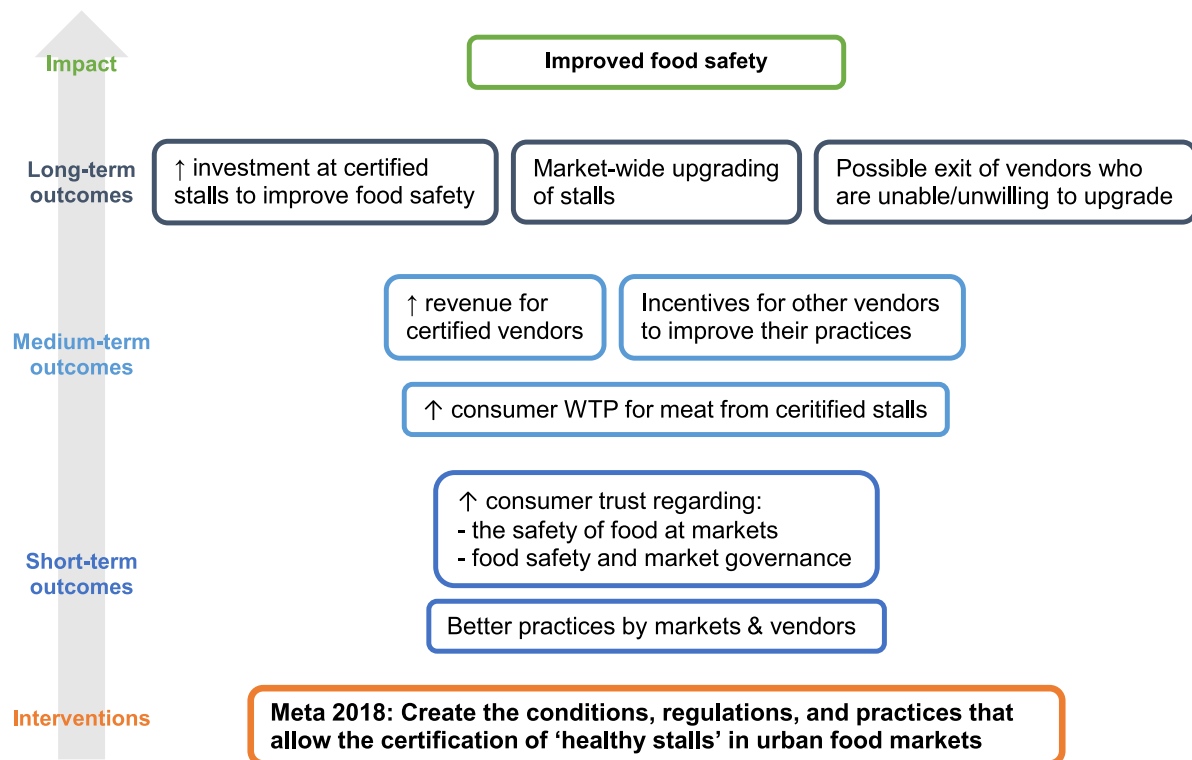 Impact
Improved food safety
Long-term
outcomes
↑ investment at certified
stalls to improve food safety
Market-wide upgrading
of stalls
Possible exit of vendors who
are unable/unwilling to upgrade
Medium-term
outcomes
↑ revenue for
certified vendors
Incentives for other vendors
to improve their practices
↑ consumer WTP for meat from ceritified stalls
Short-term
outcomes
↑ consumer trust regarding:
- the safety of food at markets
- food safety and market governance
Better practices by markets & vendors
Interventions
Meta 2018: Create the conditions, regulations, and practices that
allow the certification of ‘healthy stalls’ in urban food markets